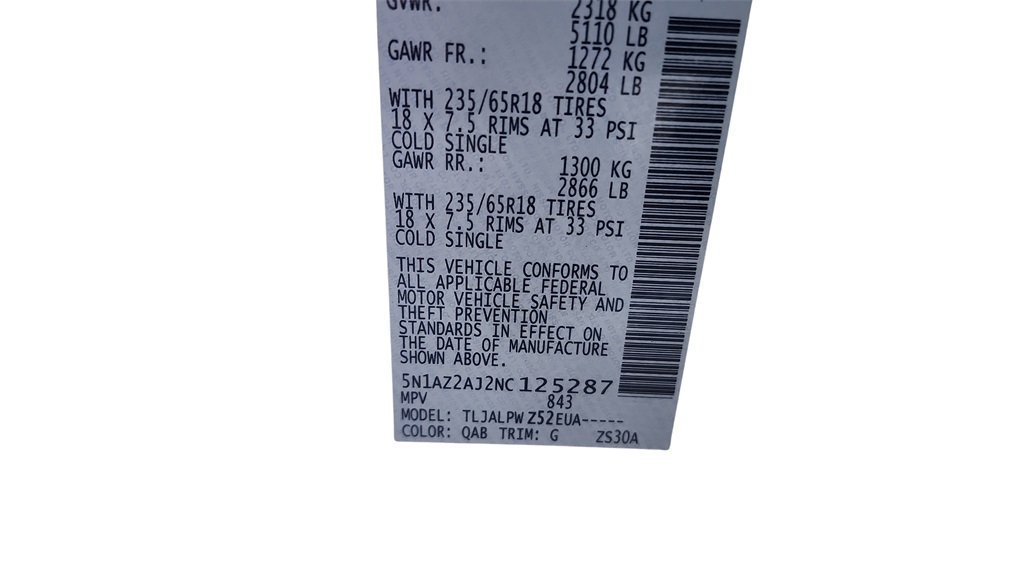 GVWR: 2318 KG
5110 LB
GAWR FR.: 1272 KG
2804 LB
WITH 235/65R18 TIRES
18 X 7.5 RIMS AT 33 PSI
COLD SINGLE
GAWR RR.: 1300 KG
2866 LB
WITH 235/65R18 TIRES
18 X 7.5 RIMS AT 33 PSI
COLD SINGLE
THIS VEHICLE CONFORMS TO
ALL APPLICABLE FEDERAL
MOTOR VEHICLE SAFETY AND
THEFT PREVENTION
STANDARDS IN EFFECT ON
THE DATE OF MANUFACTURE
SHOWN ABOVE.
5N1AZ2AJ2NC125287
MPV 843
MODEL: TLJALPW Z52EUA-----
COLOR: QAB TRIM: G ZS30A